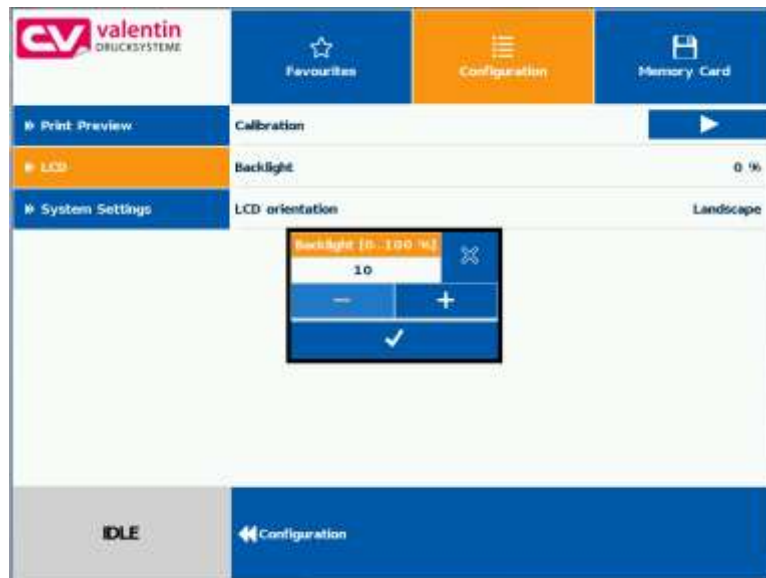 CV valentin
DRUCKSYSTEME
Favourites
Configuration
Memory Card
Print Preview
Calibration
LCD
Backlight
0 %
System Settings
LCD orientation
Landscape
Backlight [0..100 %]
10
IDLE
Configuration